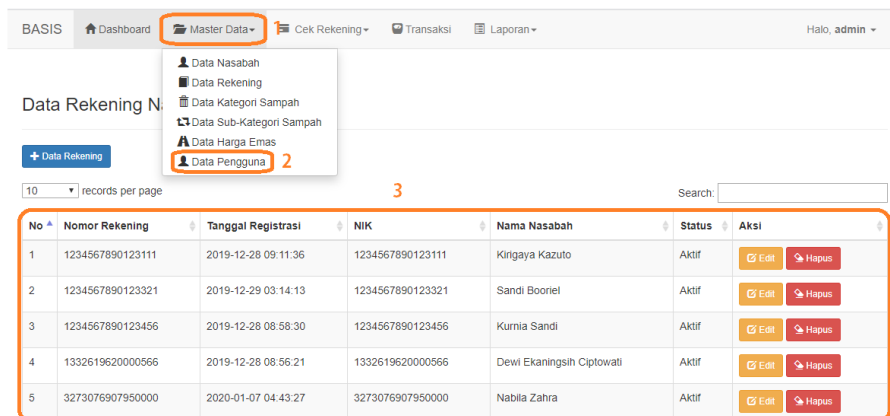 BASIS Dashboard Master Data 1 Cek Rekening Transaksi Laporan Halo, admin
Data Nasabah
Data Rekening
Data Kategori Sampah
Data Sub-Kategori Sampah
Data Harga Emas
Data Pengguna 2
Data Rekening N
+ Data Rekening
10 records per page 3 Search:
No Nomor Rekening Tanggal Registrasi NIK Nama Nasabah Status Aksi
1 1234567890123111 2019-12-28 09:11:36 1234567890123111 Kirigaya Kazuto Aktif Edit Hapus
2 1234567890123321 2019-12-29 03:14:13 1234567890123321 Sandi Booriel Aktif Edit Hapus
3 1234567890123456 2019-12-28 08:58:30 1234567890123456 Kurnia Sandi Aktif Edit Hapus
4 1332619620000566 2019-12-28 08:56:21 1332619620000566 Dewi Ekaningsih Ciptowati Aktif Edit Hapus
5 3273076907950000 2020-01-07 04:43:27 3273076907950000 Nabila Zahra Aktif Edit Hapus